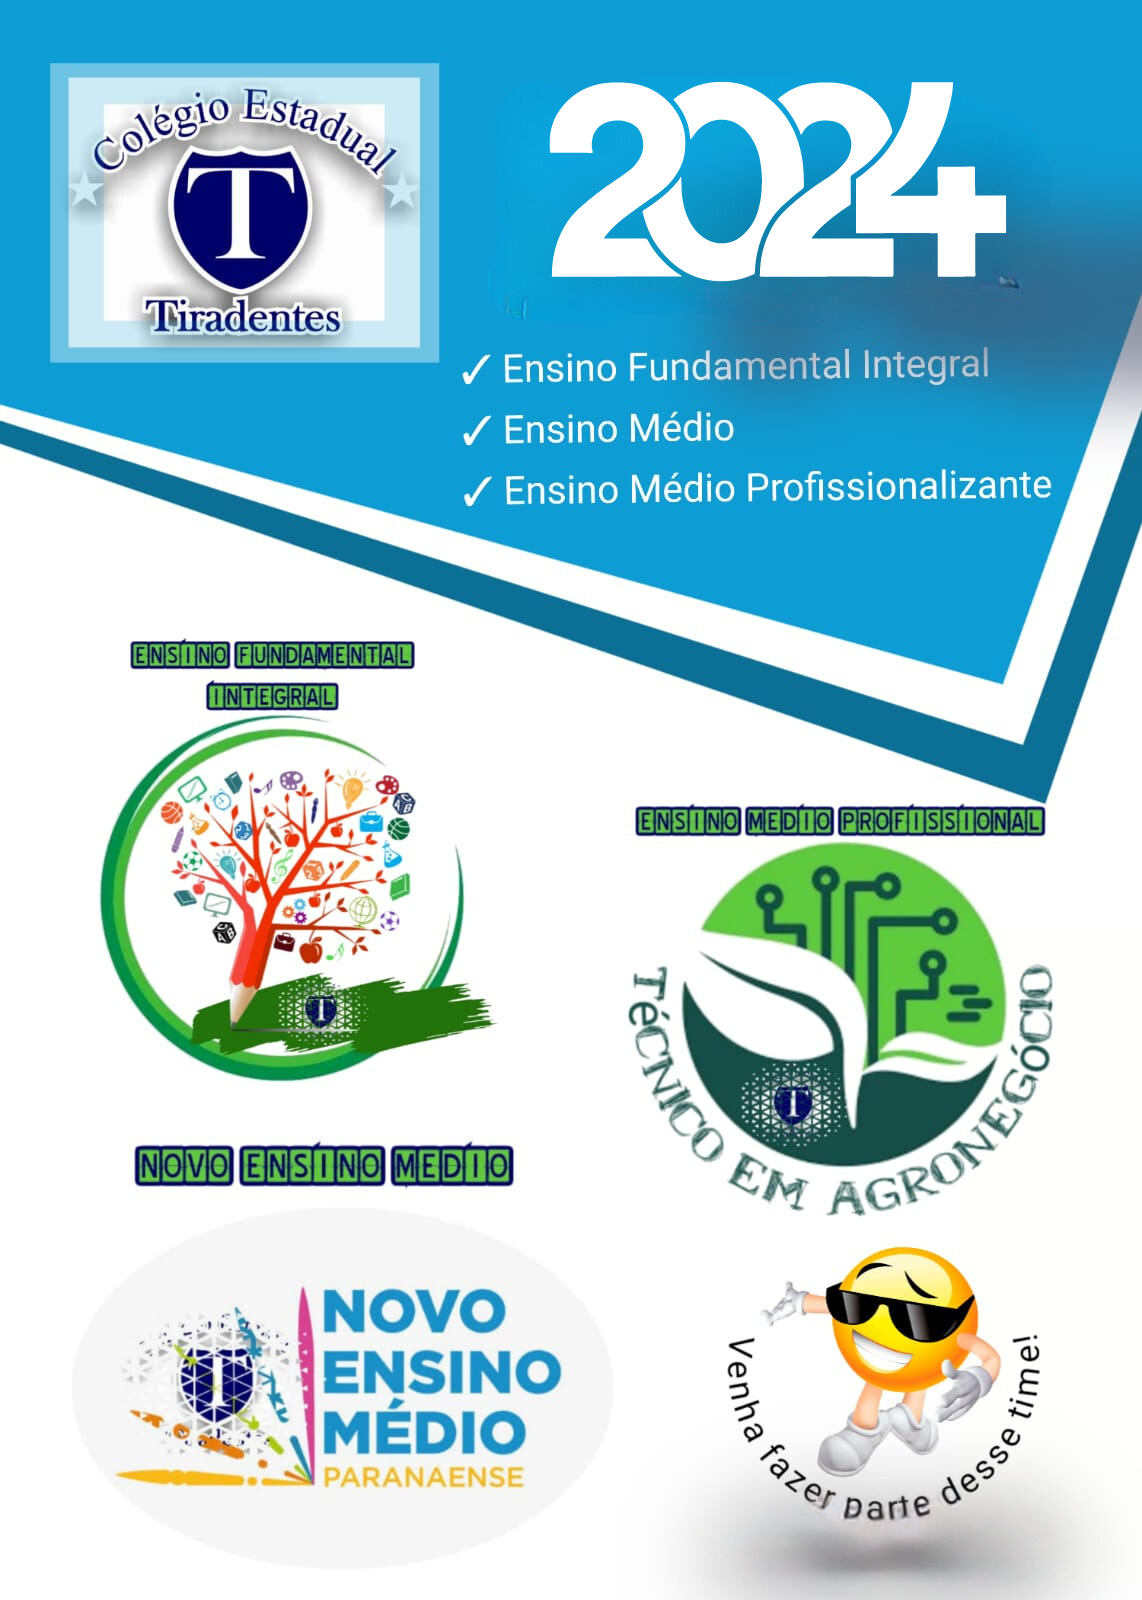 Colégio Estadual
T
Tiradentes
2024
✓ Ensino Fundamental Integral
✓ Ensino Médio
✓ Ensino Médio Profissionalizante
ENSINO FUNDAMENTAL
INTEGRAL
T
ENSINO MEDIO PROFISSIONAL
T
TÉCNICO EM AGRONEGÓCIO
NOVO ENSINO MEDIO
T
NOVO
ENSINO
MÉDIO
PARANAENSE
Venha fazer parte desse time!